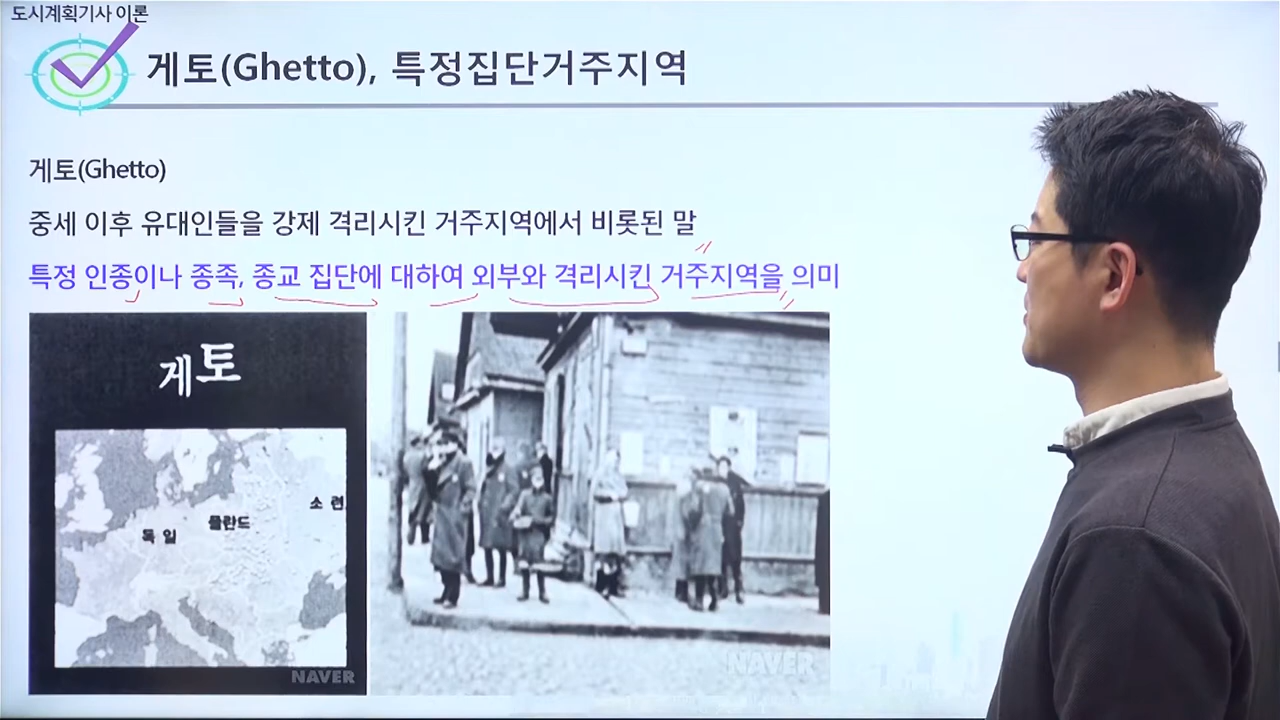 도시계획기사 이론
게토(Ghetto), 특정집단거주지역
게토(Ghetto)
중세 이후 유대인들을 강제 격리시킨 거주지역에서 비롯된 말
특정 인종이나 종족, 종교 집단에 대하여 외부와 격리시킨 거주지역을 의미
게토
소련
폴란드
독일
NAVER
NAVER